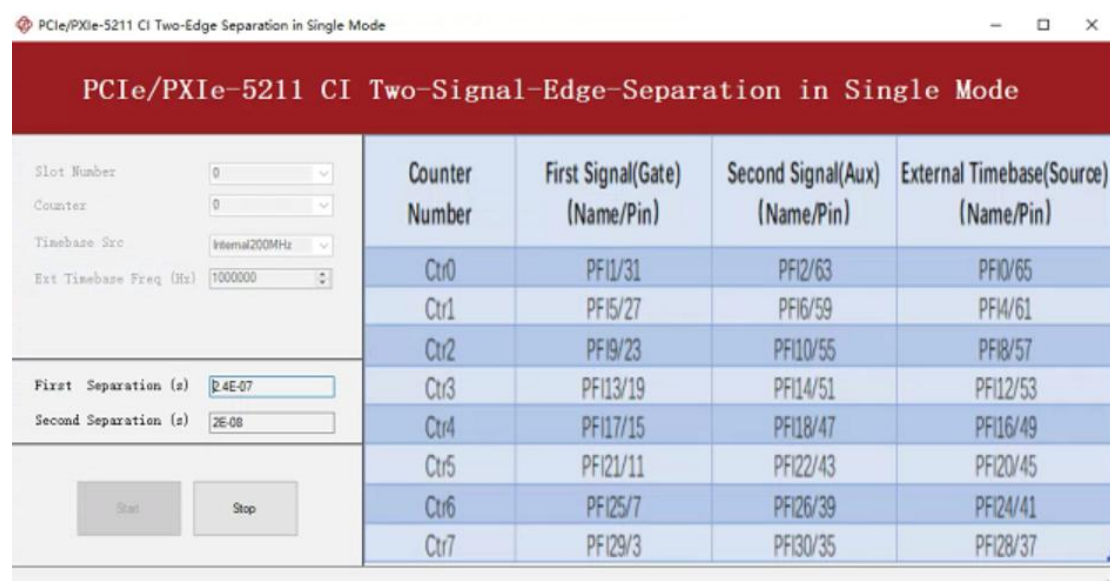 PCIe/PXIe-5211 CI Two-Edge Separation in Single Mode
PCIe/PXIe-5211 CI Two-Signal-Edge-Separation in Single Mode
Slot Number 0
Counter 0
Timebase Src Internal200MHz
Ext Timebase Freq (Hz) 1000000
First Separation (s) 2.4E-07
Second Separation (s) 2E-08
Start Stop
Counter Number First Signal(Gate) (Name/Pin) Second Signal(Aux) (Name/Pin) External Timebase(Source) (Name/Pin)
Ctr0 PFI1/31 PFI2/63 PFI0/65
Ctr1 PFI5/27 PFI6/59 PFI4/61
Ctr2 PFI9/23 PFI10/55 PFI8/57
Ctr3 PFI13/19 PFI14/51 PFI12/53
Ctr4 PFI17/15 PFI18/47 PFI16/49
Ctr5 PFI21/11 PFI22/43 PFI20/45
Ctr6 PFI25/7 PFI26/39 PFI24/41
Ctr7 PFI29/3 PFI30/35 PFI28/37